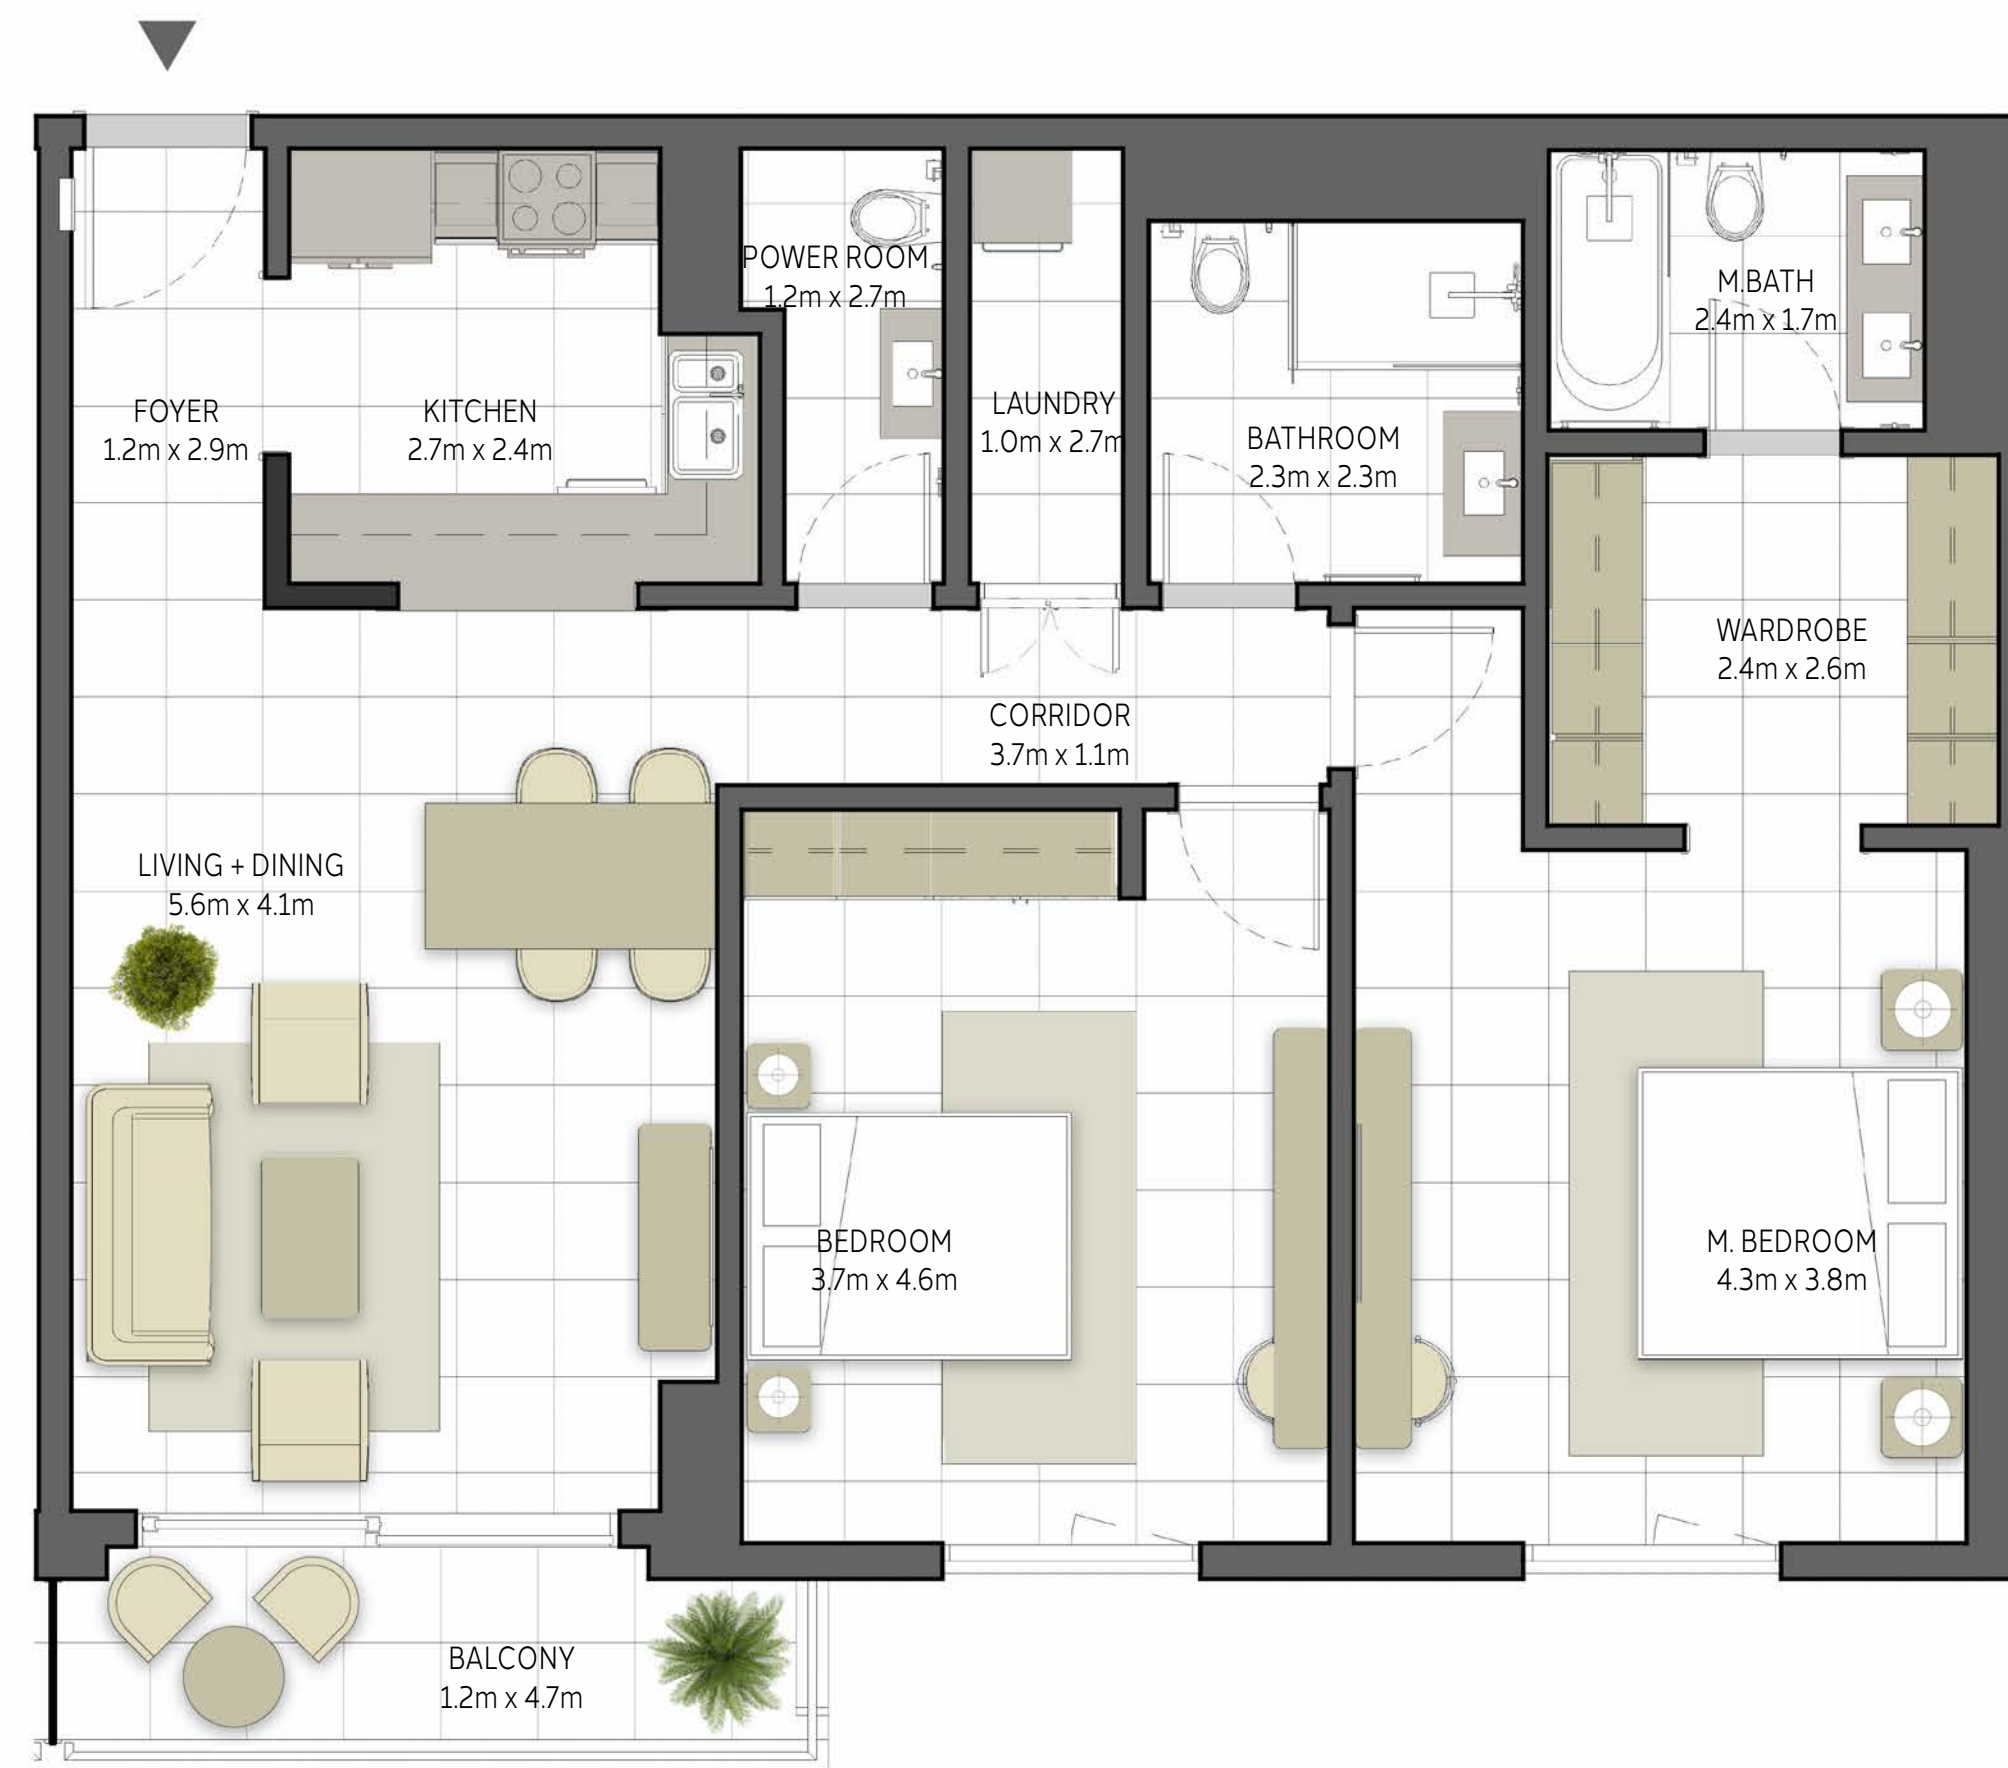 POWER ROOM
1.2m x 2.7m
M.BATH
2.4m x 1.7m
FOYER
1.2m x 2.9m
KITCHEN
2.7m x 2.4m
LAUNDRY
1.0m x 2.7m
BATHROOM
2.3m x 2.3m
WARDROBE
2.4m x 2.6m
CORRIDOR
3.7m x 1.1m
LIVING + DINING
5.6m x 4.1m
BEDROOM
3.7m x 4.6m
M. BEDROOM
4.3m x 3.8m
BALCONY
1.2m x 4.7m